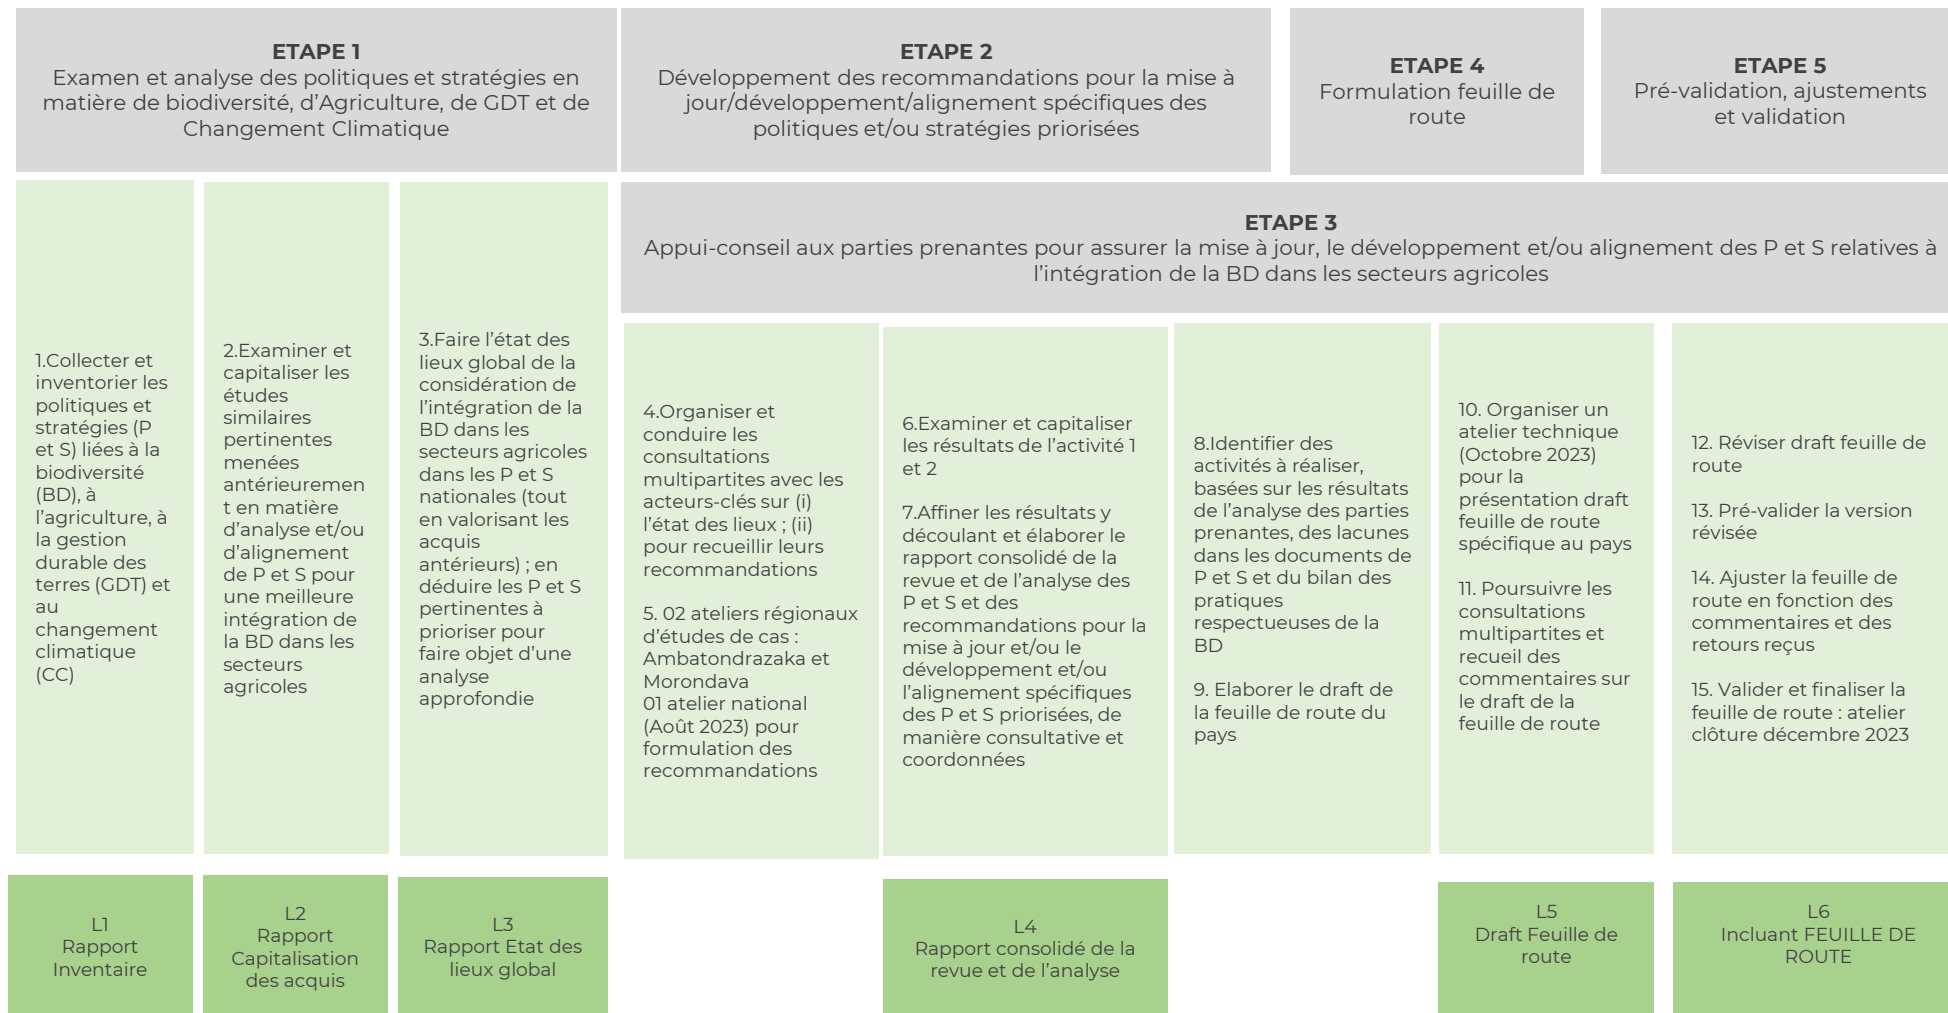 ETAPE 1
Examen et analyse des politiques et stratégies en
matière de biodiversité, d’Agriculture, de GDT et de
Changement Climatique
ETAPE 2
Développement des recommandations pour la mise à
jour/développement/alignement spécifiques des
politiques et/ou stratégies priorisées
ETAPE 4
Formulation feuille de
route
ETAPE 5
Pré-validation, ajustements
et validation
ETAPE 3
Appui-conseil aux parties prenantes pour assurer la mise à jour, le développement et/ou alignement des P et S relatives à
l’intégration de la BD dans les secteurs agricoles
1.Collecter et
inventorier les
politiques et
stratégies (P
et S) liées à la
biodiversité
(BD), à
l’agriculture, à
la gestion
durable des
terres (GDT) et
au
changement
climatique
(CC)
2.Examiner et
capitaliser les
études
similaires
pertinentes
menées
antérieuremen
t en matière
d’analyse et/ou
d’alignement
de P et S pour
une meilleure
intégration de
la BD dans les
secteurs
agricoles
3.Faire l’état des
lieux global de la
considération de
l’intégration de la
BD dans les
secteurs agricoles
dans les P et S
nationales (tout
en valorisant les
acquis
antérieurs) ; en
déduire les P et S
pertinentes à
prioriser pour
faire objet d’une
analyse
approfondie
4.Organiser et
conduire les
consultations
multipartites avec les
acteurs-clés sur (i)
l’état des lieux ; (ii)
pour recueillir leurs
recommandations
5. 02 ateliers régionaux
d’études de cas :
Ambatondrazaka et
Morondava
01 atelier national
(Août 2023) pour
formulation des
recommandations
6.Examiner et capitaliser
les résultats de l’activité 1
et 2
7.Affiner les résultats y
découlant et élaborer le
rapport consolidé de la
revue et de l’analyse des
P et S et des
recommandations pour la
mise à jour et/ou le
développement et/ou
l’alignement spécifiques
des P et S priorisées, de
manière consultative et
coordonnées
8.Identifier des
activités à réaliser,
basées sur les résultats
de l’analyse des parties
prenantes, des lacunes
dans les documents de
P et S et du bilan des
pratiques
respectueuses de la
BD
9. Elaborer le draft de
la feuille de route du
pays
10. Organiser un
atelier technique
(Octobre 2023)
pour la
présentation draft
feuille de route
spécifique au pays
11. Poursuivre les
consultations
multipartites et
recueil des
commentaires sur
le draft de la
feuille de route
12. Réviser draft feuille de
route
13. Pré-valider la version
révisée
14. Ajuster la feuille de
route en fonction des
commentaires et des
retours reçus
15. Valider et finaliser la
feuille de route : atelier
clôture décembre 2023
L1
Rapport
Inventaire
L2
Rapport
Capitalisation
des acquis
L3
Rapport Etat des
lieux global
L4
Rapport consolidé de la
revue et de l’analyse
L5
Draft Feuille de
route
L6
Incluant FEUILLE DE
ROUTE